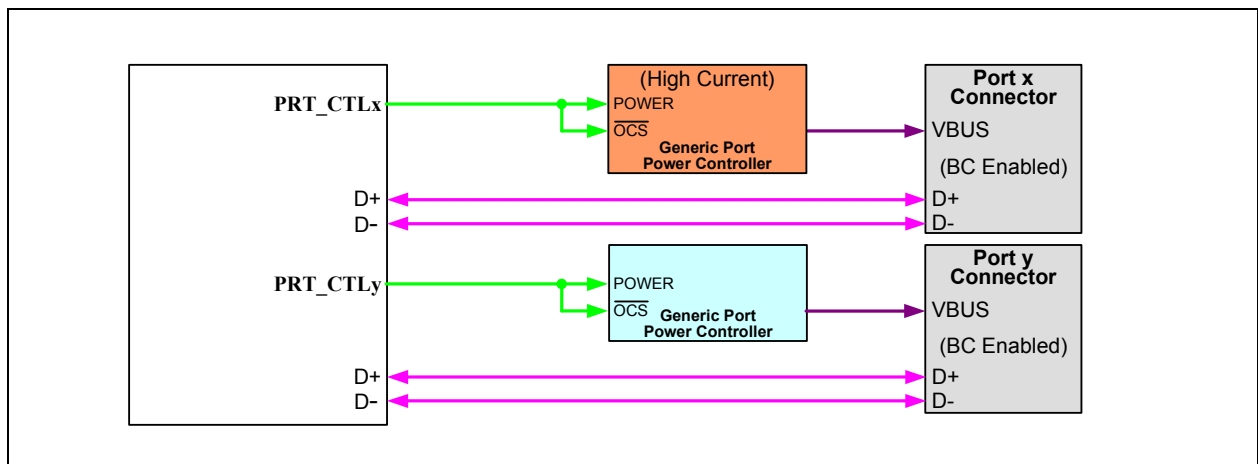 PRT_CTLx
(High Current)
POWER
OCS
Generic Port
Power Controller
Port x
Connector
VBUS
(BC Enabled)
D+
D-
D+
D-
PRT_CTLy
POWER
OCS
Generic Port
Power Controller
Port y
Connector
VBUS
(BC Enabled)
D+
D-
D+
D-